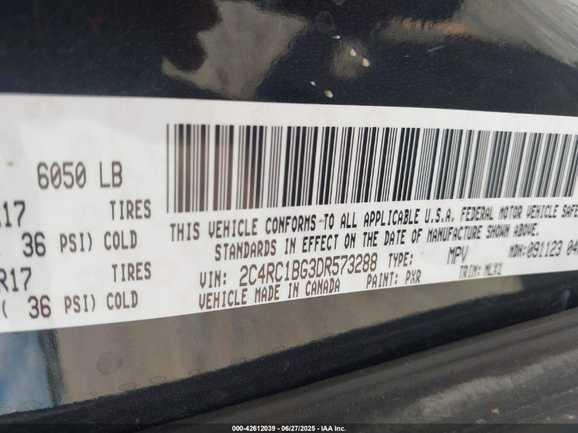 6050 LB
17 TIRES
36 PSI) COLD
R17 TIRES
36 PSI) COLD
THIS VEHICLE CONFORMS TO ALL APPLICABLE U.S.A. FEDERAL MOTOR VEHICLE SAFE
STANDARDS IN EFFECT ON THE DATE OF MANUFACTURE SHOWN ABOVE.
VIN: 2C4RC1BG3DR573288 TYPE: MPV MDH: 091123 04
VEHICLE MADE IN CANADA PAINT: PXR TRIM:
000-42612039 — 06/27/2025 — IAA Inc.